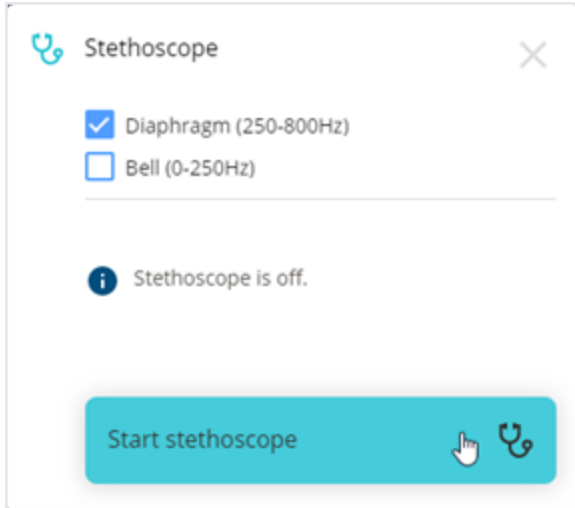 Stethoscope
Diaphragm (250-800Hz)
Bell (0-250Hz)
Stethoscope is off.
Start stethoscope